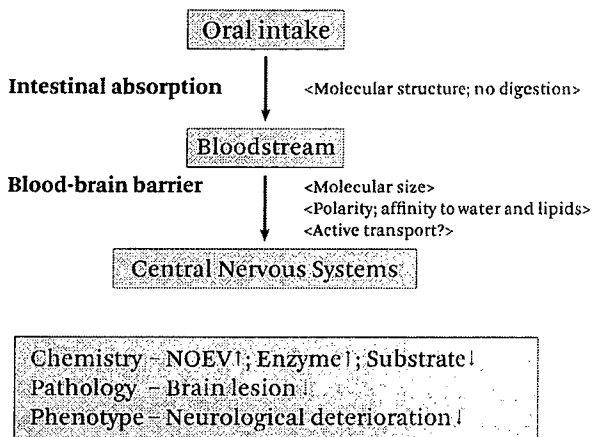 Oral intake
Intestinal absorption
<Molecular structure; no digestion>
Bloodstream
Blood-brain barrier
<Molecular size>
<Polarity; affinity to water and lipids>
<Active transport?>
Central Nervous Systems
Chemistry – NOEV↑; Enzyme↑; Substrate↓
Pathology – Brain lesion↓
Phenotype – Neurological deterioration↓